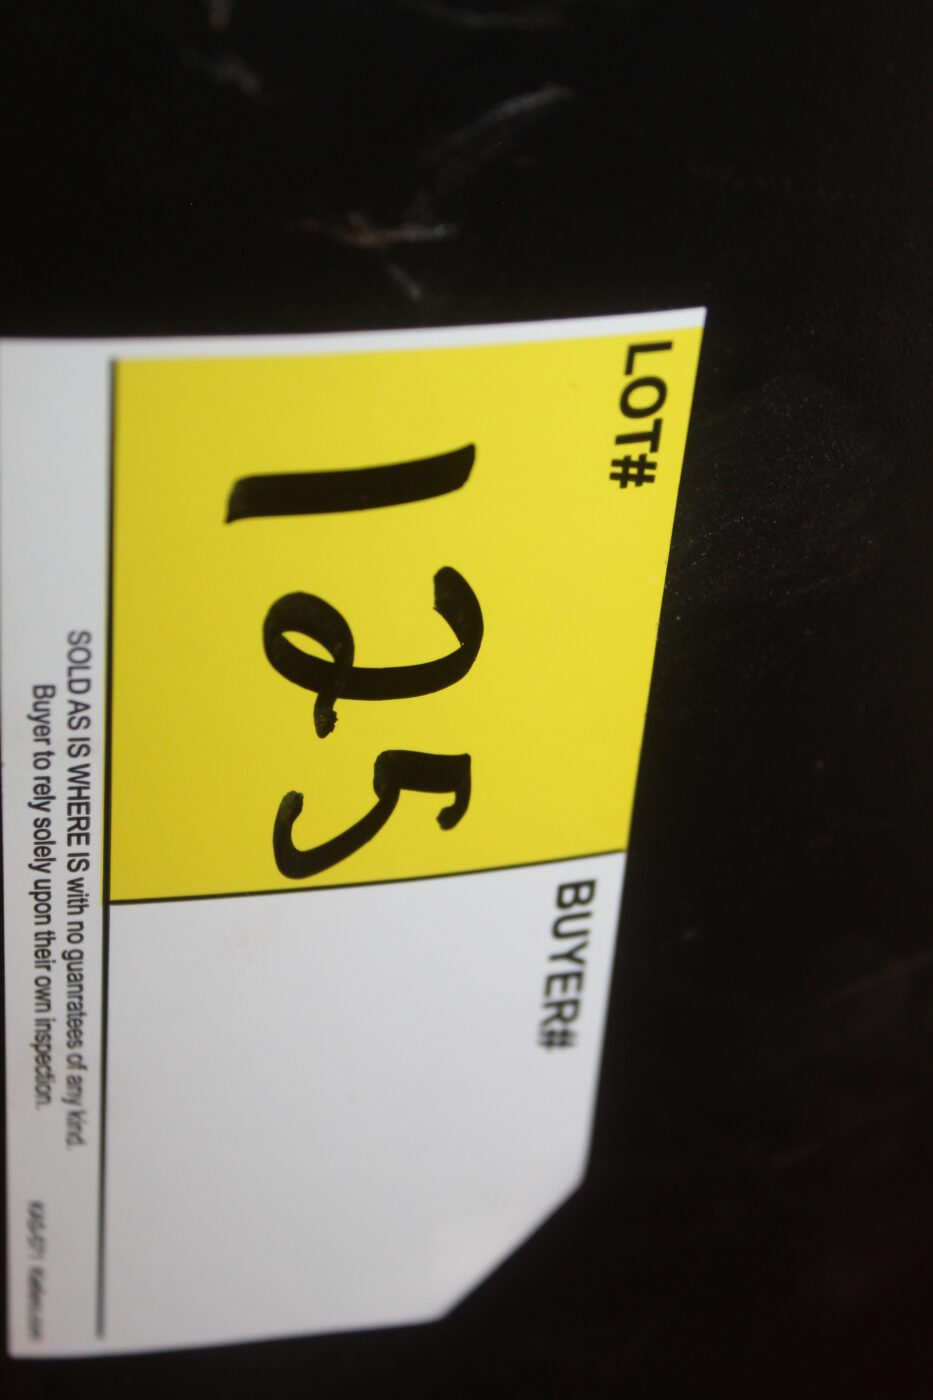 LOT#
125
BUYER#
SOLD AS IS WHERE IS with no guanratees of any kind.
Buyer to rely solely upon their own inspection.